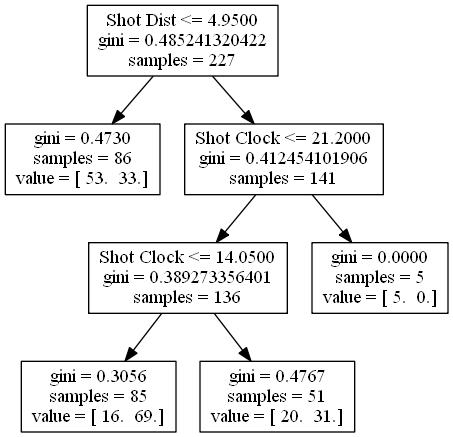 Shot Dist <= 4.9500
gini = 0.485241320422
samples = 227
gini = 0.4730
samples = 86
value = [ 53.  33.]
Shot Clock <= 21.2000
gini = 0.412454101906
samples = 141
Shot Clock <= 14.0500
gini = 0.389273356401
samples = 136
gini = 0.0000
samples = 5
value = [ 5.  0.]
gini = 0.3056
samples = 85
value = [ 16.  69.]
gini = 0.4767
samples = 51
value = [ 20.  31.]